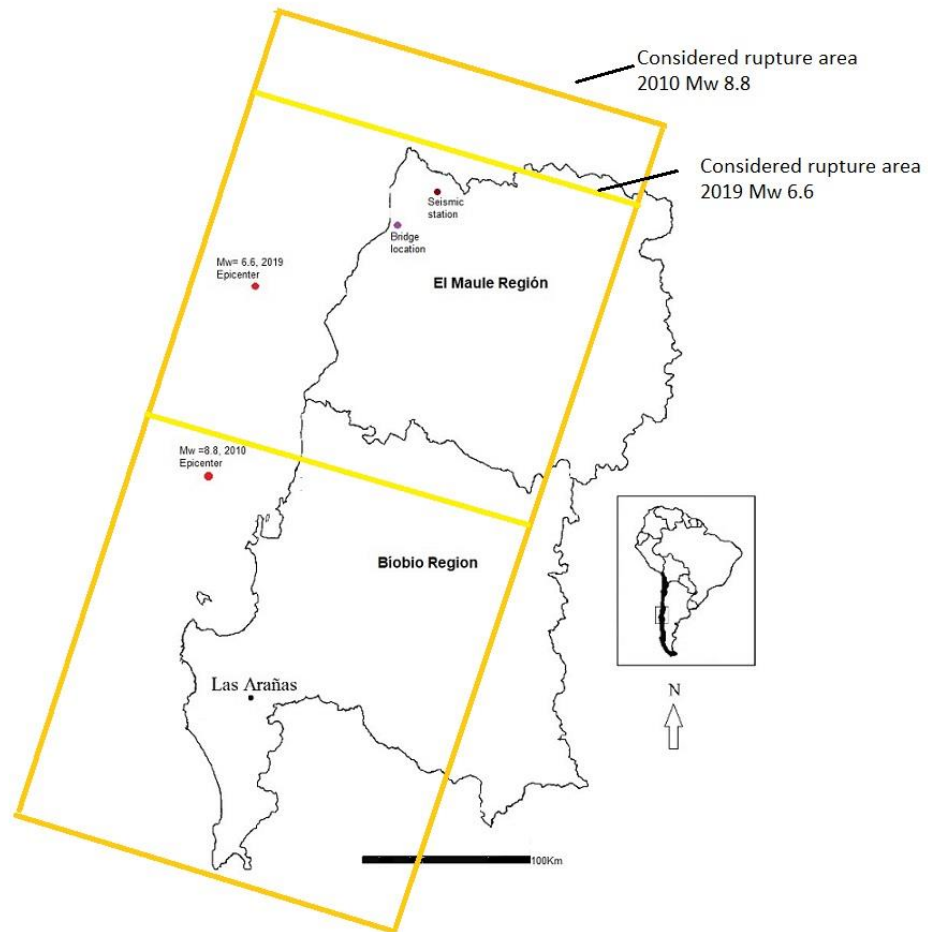 Considered rupture area
2010 Mw 8.8
Considered rupture area
2019 Mw 6.6
Seismic
station
Bridge
location
Mw= 6.6, 2019
Epicenter
El Maule Región
Mw =8.8, 2010
Epicenter
Biobio Region
Las Arañas
N
100Km